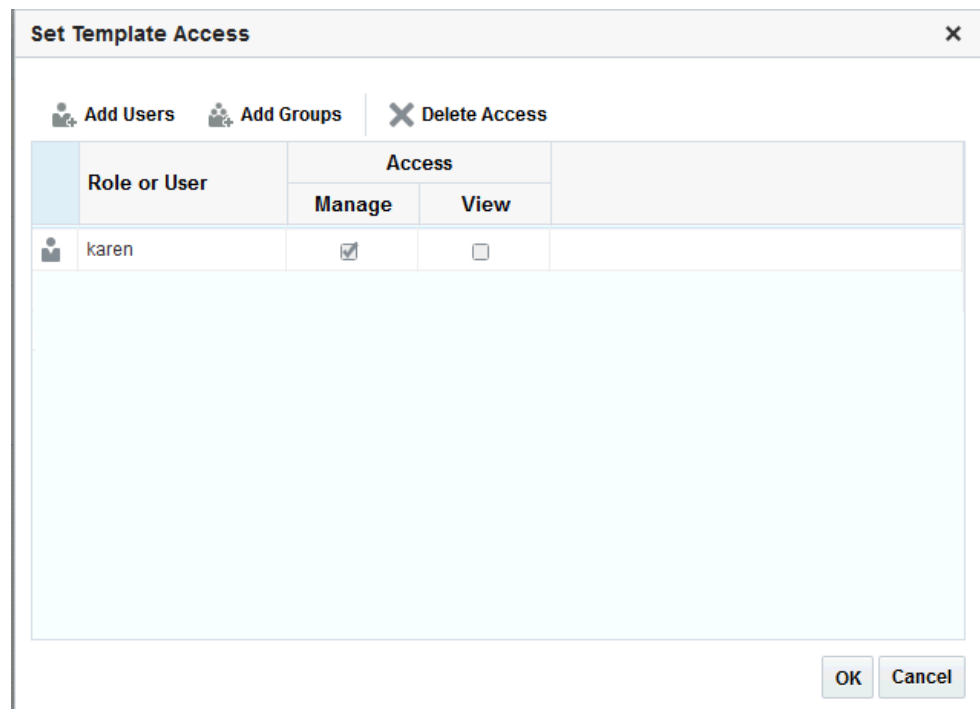 Set Template Access
Add Users Add Groups Delete Access
Role or User Access
Manage View
karen
OK Cancel